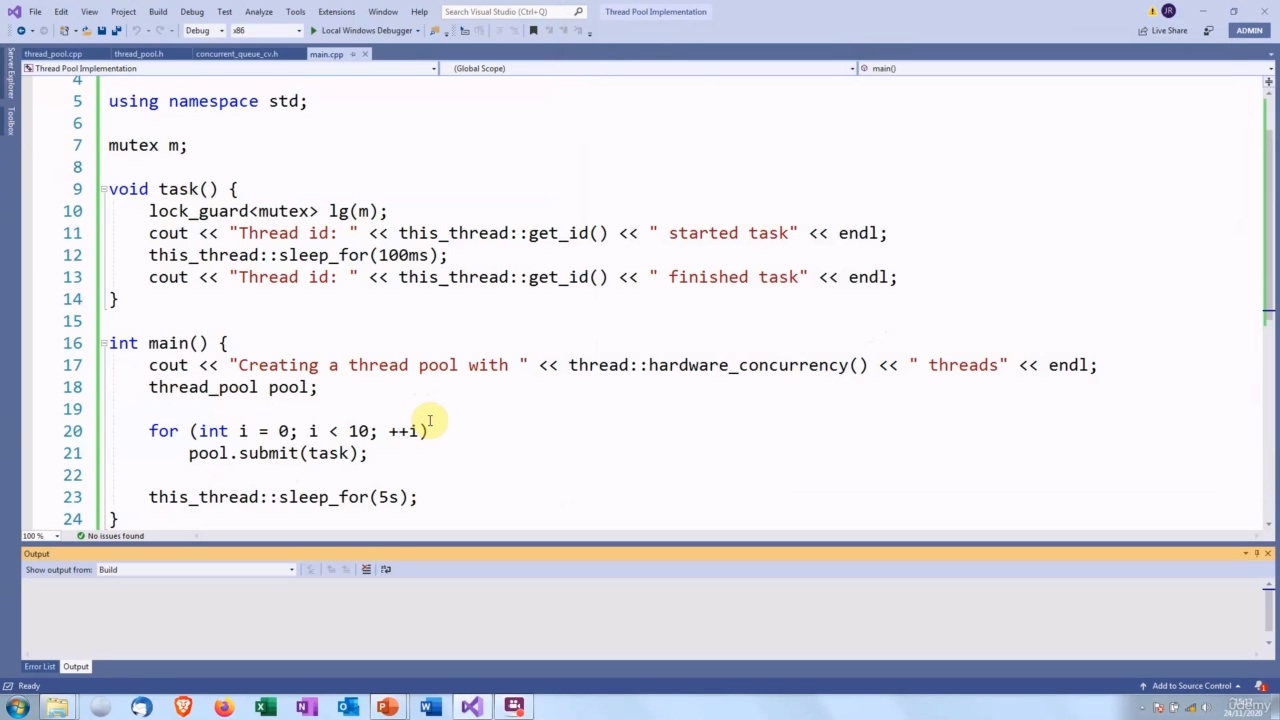 File Edit View Project Build Debug Test Analyze Tools Extensions Window Help Search Visual Studio (Ctrl+Q) Thread Pool Implementation JR
Debug x86 Local Windows Debugger Live Share ADMIN
Server Explorer
Toolbox
thread_pool.cpp thread_pool.h concurrent_queue_cv.h main.cpp
Thread Pool Implementation (Global Scope) main()
4
5 using namespace std;
6
7 mutex m;
8
9 void task() {
10 lock_guard<mutex> lg(m);
11 cout << "Thread id: " << this_thread::get_id() << " started task" << endl;
12 this_thread::sleep_for(100ms);
13 cout << "Thread id: " << this_thread::get_id() << " finished task" << endl;
14 }
15
16 int main() {
17 cout << "Creating a thread pool with " << thread::hardware_concurrency() << " threads" << endl;
18 thread_pool pool;
19
20 for (int i = 0; i < 10; ++i)
21 pool.submit(task);
22
23 this_thread::sleep_for(5s);
24 }
100 % No issues found
Output
Show output from: Build
Error List Output
Ready Add to Source Control 1
24/11/2020
udemy